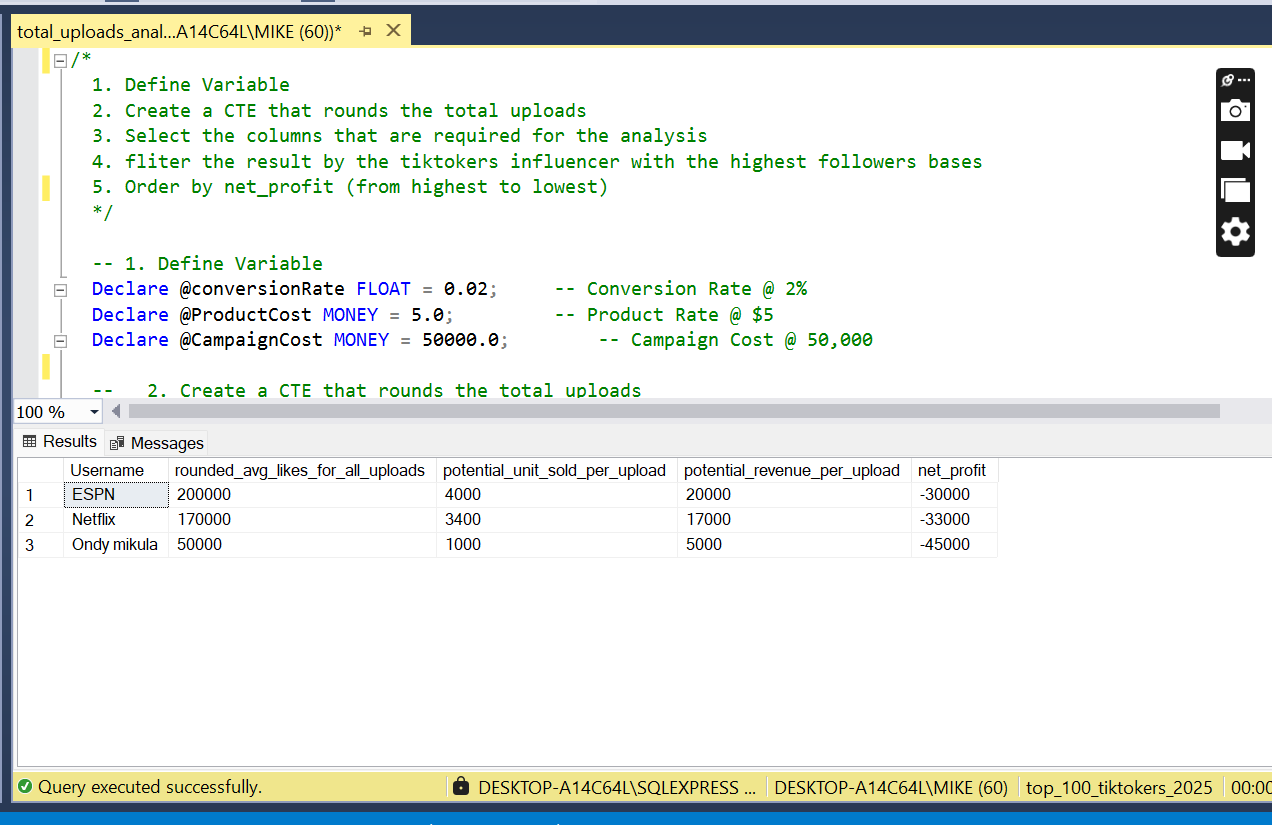 total_uploads_anal...A14C64L\MIKE (60))*
/*
1. Define Variable
2. Create a CTE that rounds the total uploads
3. Select the columns that are required for the analysis
4. fliter the result by the tiktokers influencer with the highest followers bases
5. Order by net_profit (from highest to lowest)
*/
-- 1. Define Variable
Declare @conversionRate FLOAT = 0.02; -- Conversion Rate @ 2%
Declare @ProductCost MONEY = 5.0; -- Product Rate @ $5
Declare @CampaignCost MONEY = 50000.0; -- Campaign Cost @ 50,000
-- 2. Create a CTE that rounds the total uploads
100 %
Results Messages
Username rounded_avg_likes_for_all_uploads potential_unit_sold_per_upload potential_revenue_per_upload net_profit
1 ESPN 200000 4000 20000 -30000
2 Netflix 170000 3400 17000 -33000
3 Ondy mikula 50000 1000 5000 -45000
Query executed successfully. DESKTOP-A14C64L\SQLEXPRESS ... DESKTOP-A14C64L\MIKE (60) top_100_tiktokers_2025 00:00